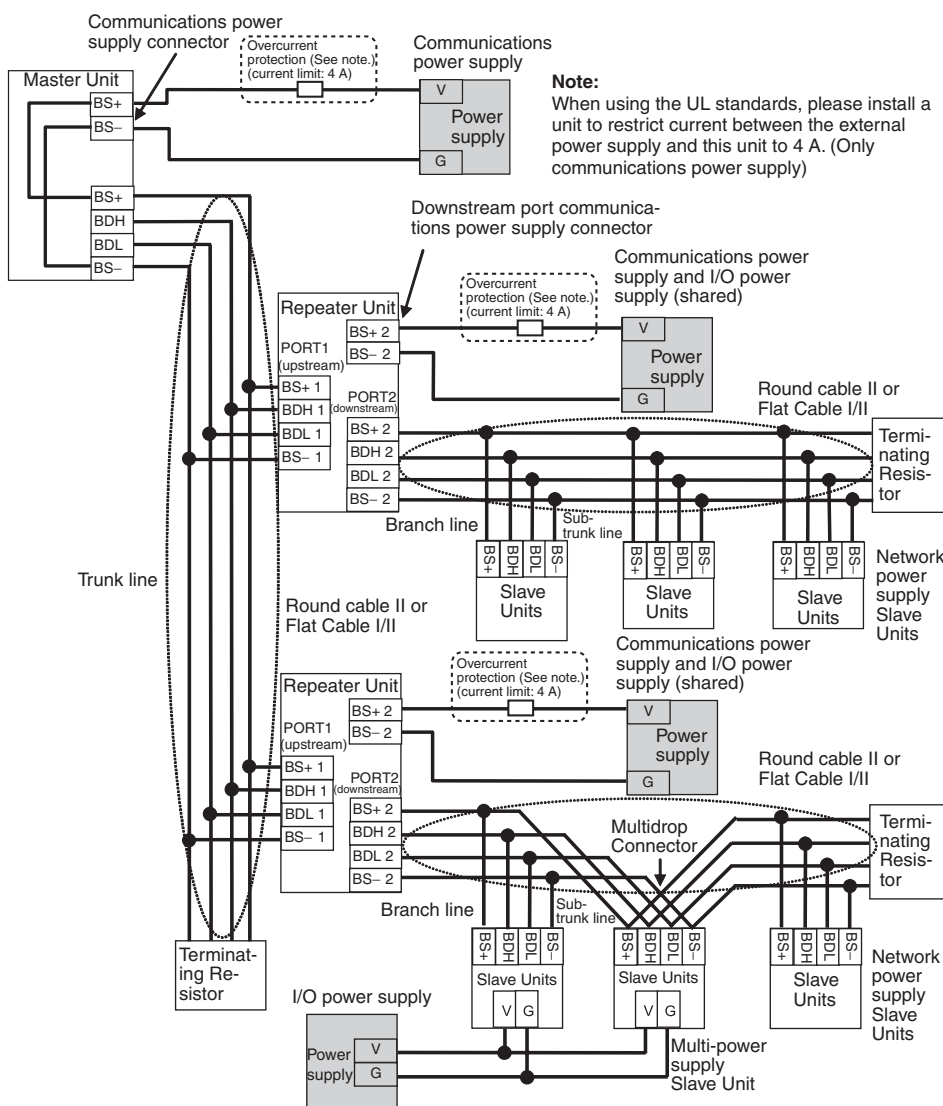 Communications power
supply connector
Overcurrent
protection (See note.)
(current limit: 4 A)
Communications
power supply
Master Unit
BS+
BS−
V
Power
supply
G
Note:
When using the UL standards, please install a
unit to restrict current between the external
power supply and this unit to 4 A. (Only
communications power supply)
BS+
BDH
BDL
BS−
Downstream port communica-
tions power supply connector
Communications power
supply and I/O power
supply (shared)
Overcurrent
protection (See note.)
(current limit: 4 A)
Repeater Unit
BS+ 2
BS− 2
V
Power
supply
G
PORT1
(upstream)
BS+ 1
BDH 1
BDL 1
BS− 1
PORT2
(downstream)
BS+ 2
BDH 2
BDL 2
BS− 2
Round cable II or
Flat Cable I/II
Termi-
nating
Resis-
tor
Branch line
Sub-
trunk line
BS+
BDH
BDL
BS−
Slave
Units
BS+
BDH
BDL
BS−
Slave
Units
BS+
BDH
BDL
BS−
Slave
Units
Network
power
supply
Slave
Units
Trunk line
Round cable II or
Flat Cable I/II
Communications power
supply and I/O power
supply (shared)
Overcurrent
protection (See note.)
(current limit: 4 A)
Repeater Unit
BS+ 2
BS− 2
V
Power
supply
G
PORT1
(upstream)
BS+ 1
BDH 1
BDL 1
BS− 1
PORT2
(downstream)
BS+ 2
BDH 2
BDL 2
BS− 2
Round cable II or
Flat Cable I/II
Multidrop
Connector
Termi-
nating
Resis-
tor
Branch line
Sub-
trunk line
BS+
BDH
BDL
BS−
Slave Units
V G
BS+
BDH
BDL
BS−
Slave Units
V G
BS+
BDH
BDL
BS−
Slave
Units
Network
power
supply
Slave
Units
Terminat-
ing Re-
sistor
I/O power supply
Power
supply
V
G
Multi-power
supply
Slave Unit